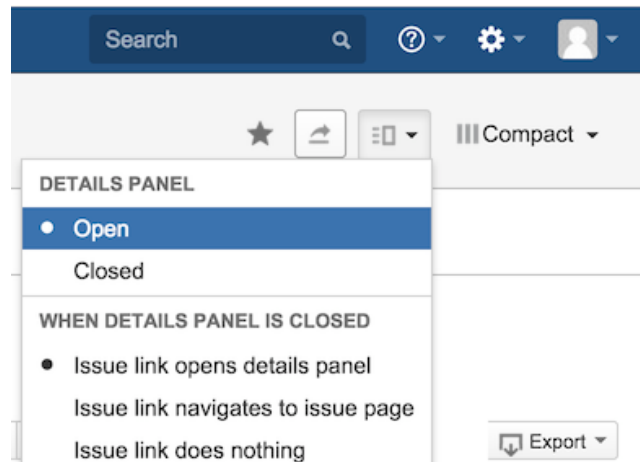 Search
Compact
DETAILS PANEL
Open
Closed
WHEN DETAILS PANEL IS CLOSED
Issue link opens details panel
Issue link navigates to issue page
Issue link does nothing
Export